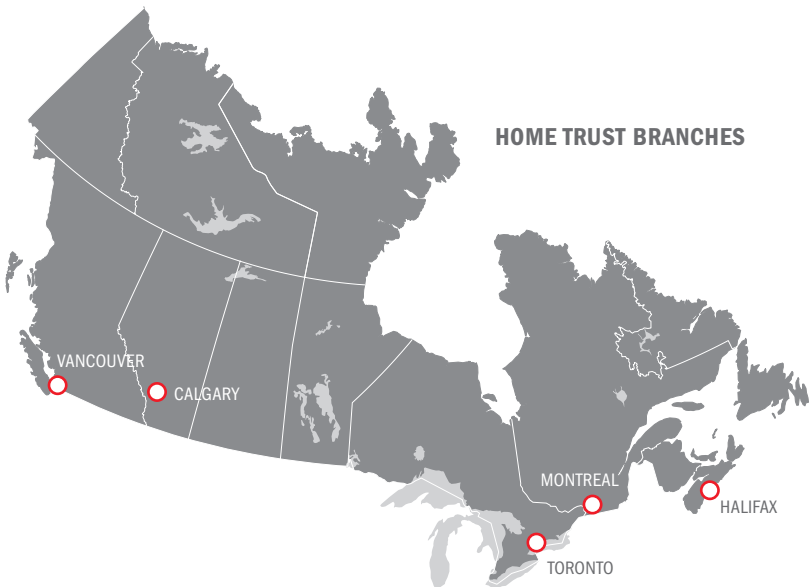 HOME TRUST BRANCHES
VANCOUVER
CALGARY
MONTREAL
HALIFAX
TORONTO